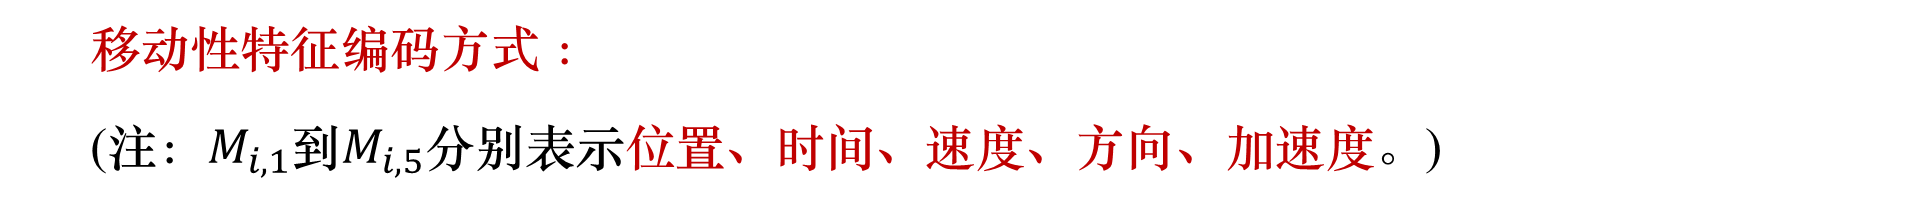 移动性特征编码方式：
(注：M_{i,1}到M_{i,5}分别表示位置、时间、速度、方向、加速度。)